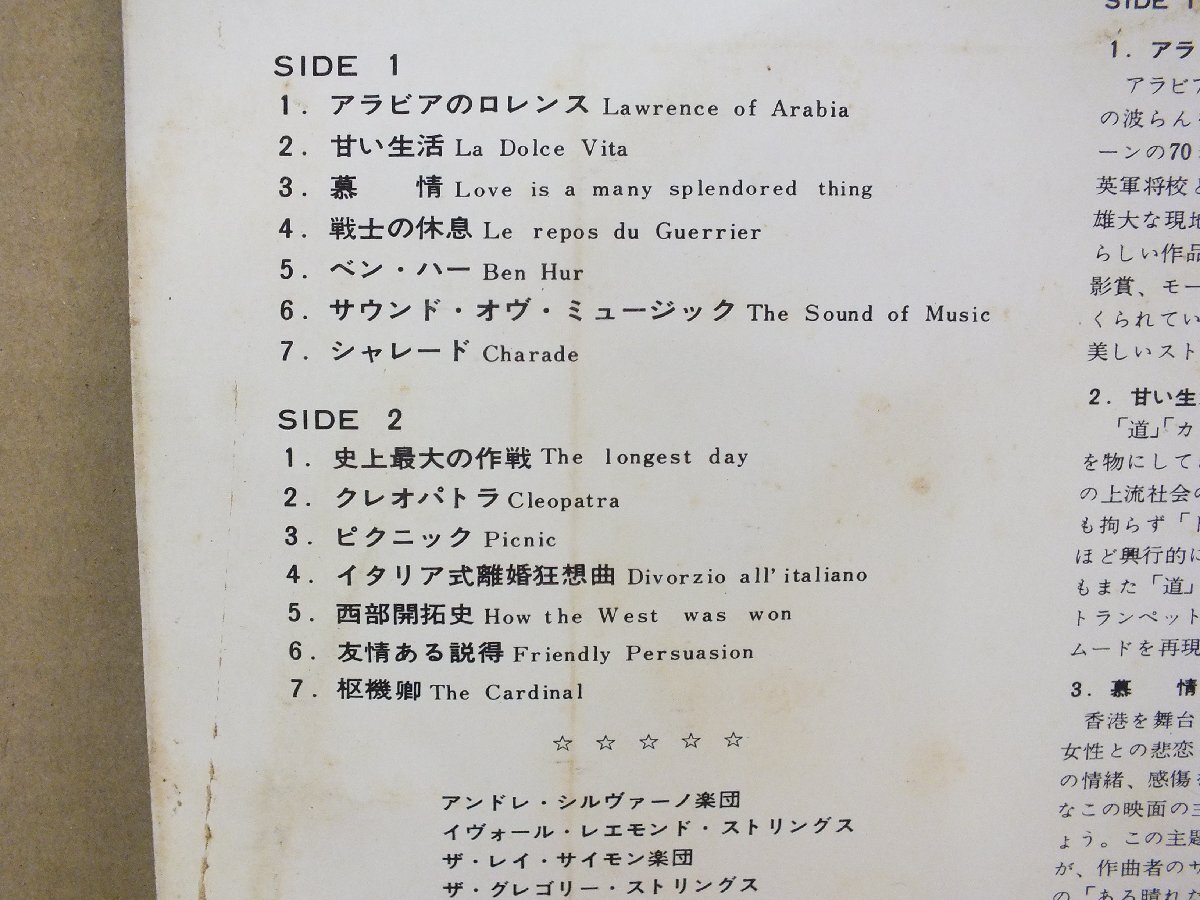 SIDE 1
1. アラビアのロレンス Lawrence of Arabia
2. 甘い生活 La Dolce Vita
3. 慕　情 Love is a many splendored thing
4. 戦士の休息 Le repos du Guerrier
5. ベン・ハー Ben Hur
6. サウンド・オヴ・ミュージック The Sound of Music
7. シャレード Charade
SIDE 2
1. 史上最大の作戦 The longest day
2. クレオパトラ Cleopatra
3. ピクニック Picnic
4. イタリア式離婚狂想曲 Divorzio all'italiano
5. 西部開拓史 How the West was won
6. 友情ある説得 Friendly Persuasion
7. 枢機卿 The Cardinal
☆ ☆ ☆ ☆ ☆
アンドレ・シルヴァーノ楽団
イヴォール・レエモンド・ストリングス
ザ・レイ・サイモン楽団
ザ・グレゴリー・ストリングス
SIDE 1
1. アラ
アラビア
の波らん
ーンの70
英軍将校と
雄大な現地
らしい作品
影賞、モー
くられてい
美しいスト
2. 甘い生
「道」「カ
を物にして
の上流社会の
も拘らず「
ほど興行的に
もまた「道」
トランペット
ムードを再現
3. 慕　情
香港を舞台
女性との悲恋
の情緒、感傷
なこの映画の主
ょう。この主題
が、作曲者のサ
の「ある晴れた